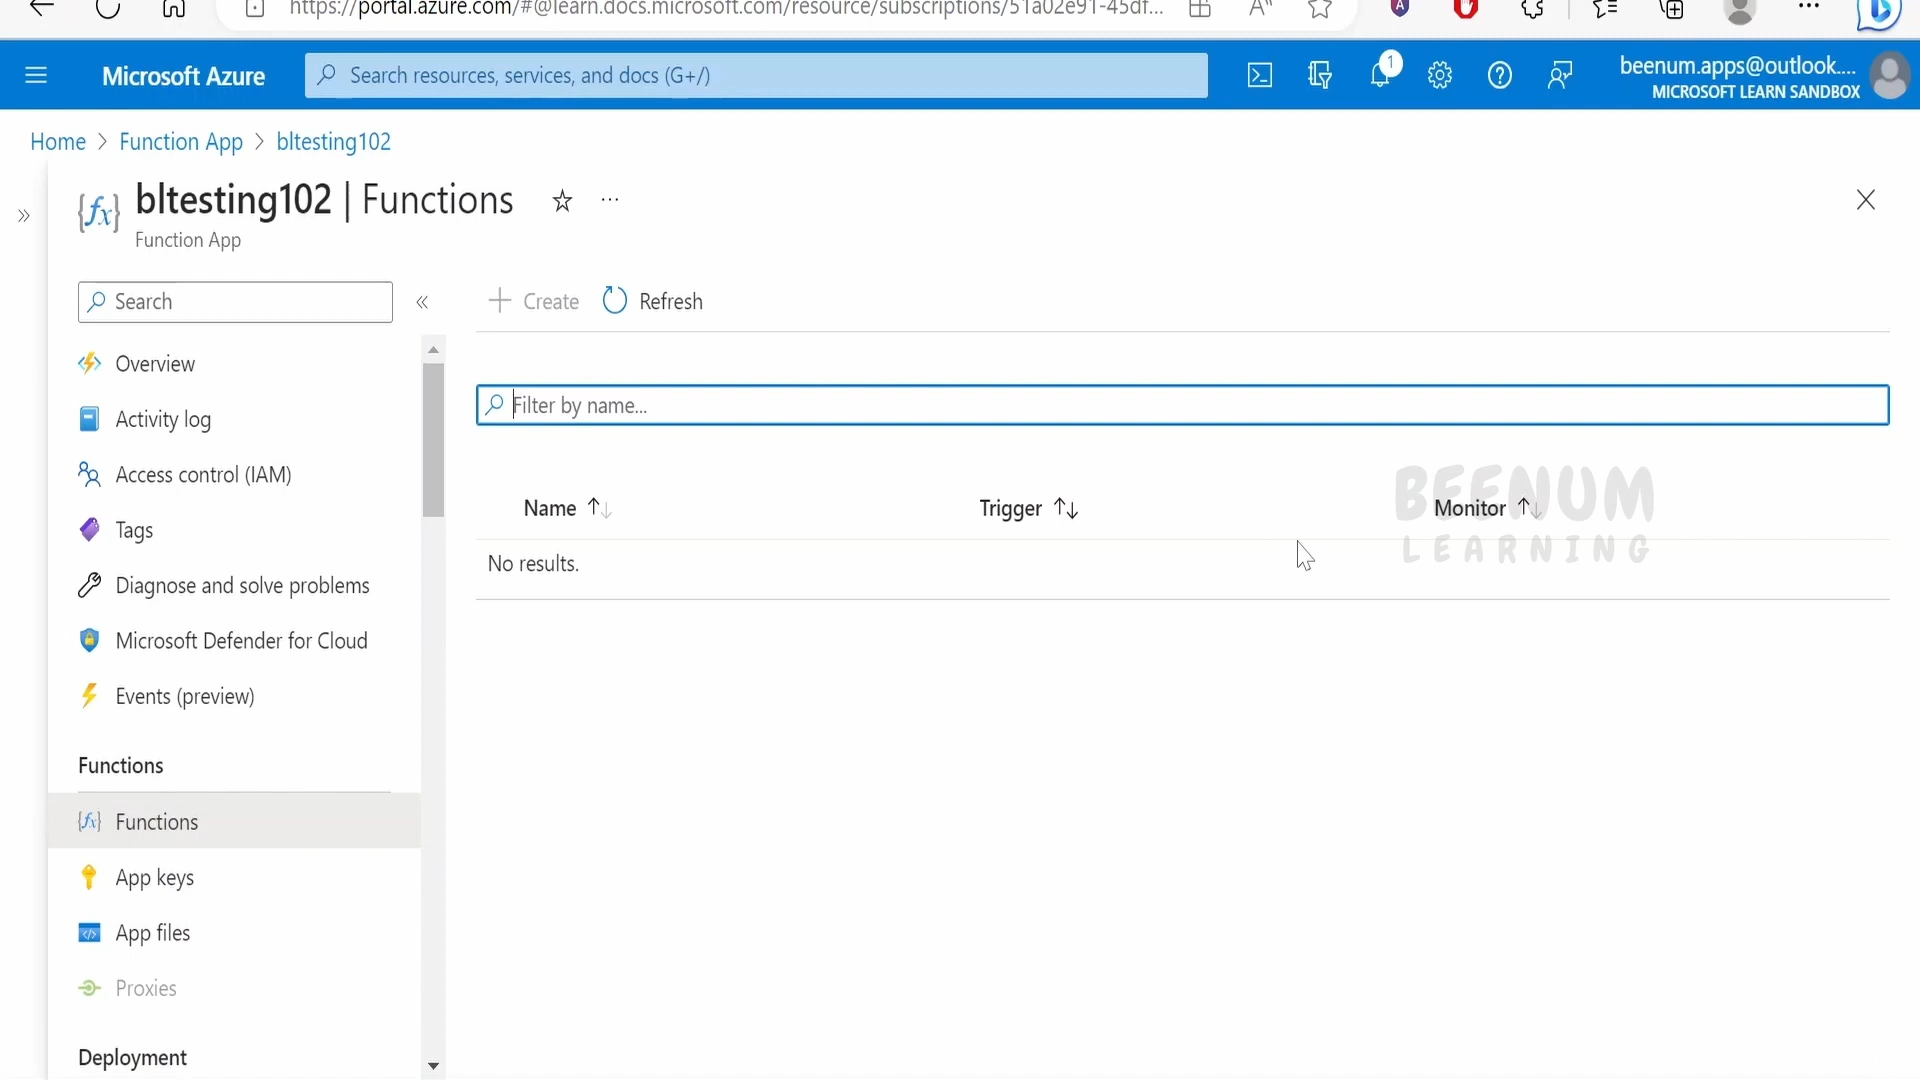 https://portal.azure.com/#@learn.docs.microsoft.com/resource/subscriptions/51a02e91-45df...
Microsoft Azure
Search resources, services, and docs (G+/)
1
beenum.apps@outlook....
MICROSOFT LEARN SANDBOX
Home > Function App > bltesting102
bltesting102 | Functions
Function App
Search
Create Refresh
Overview
Activity log
Access control (IAM)
Tags
Diagnose and solve problems
Microsoft Defender for Cloud
Events (preview)
Functions
Functions
App keys
App files
Proxies
Deployment
Filter by name...
Name Trigger Monitor
No results.
BEENUM
LEARNING